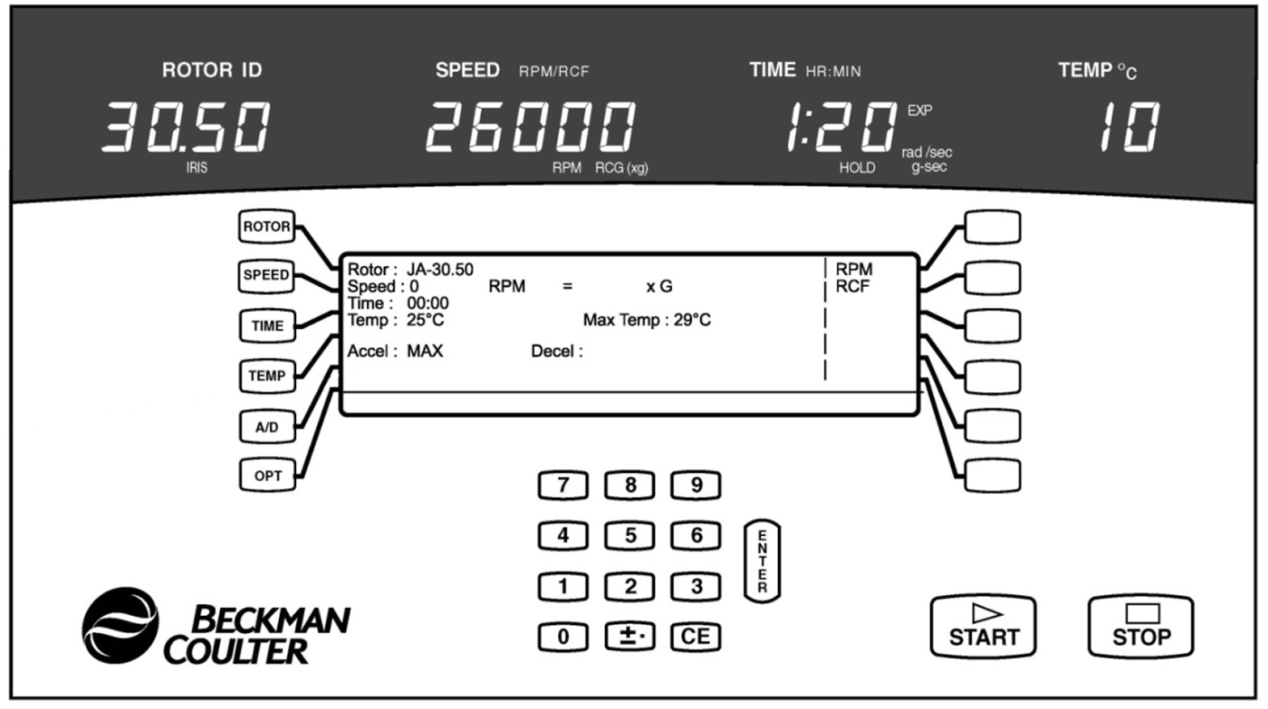 ROTOR ID SPEED RPM/RCF TIME HR:MIN TEMP °C
30.50 26000 1:20 EXP 10
rad /sec
IRIS RPM RCG (xg) HOLD g-sec
ROTOR
SPEED
TIME
TEMP
A/D
OPT
Rotor : JA-30.50 RPM
Speed : 0 RPM = x G RCF
Time : 00:00
Temp : 25°C Max Temp : 29°C
Accel : MAX Decel :
7 8 9
4 5 6
ENTER
1 2 3
0 ±· CE
BECKMAN
COULTER
START
STOP